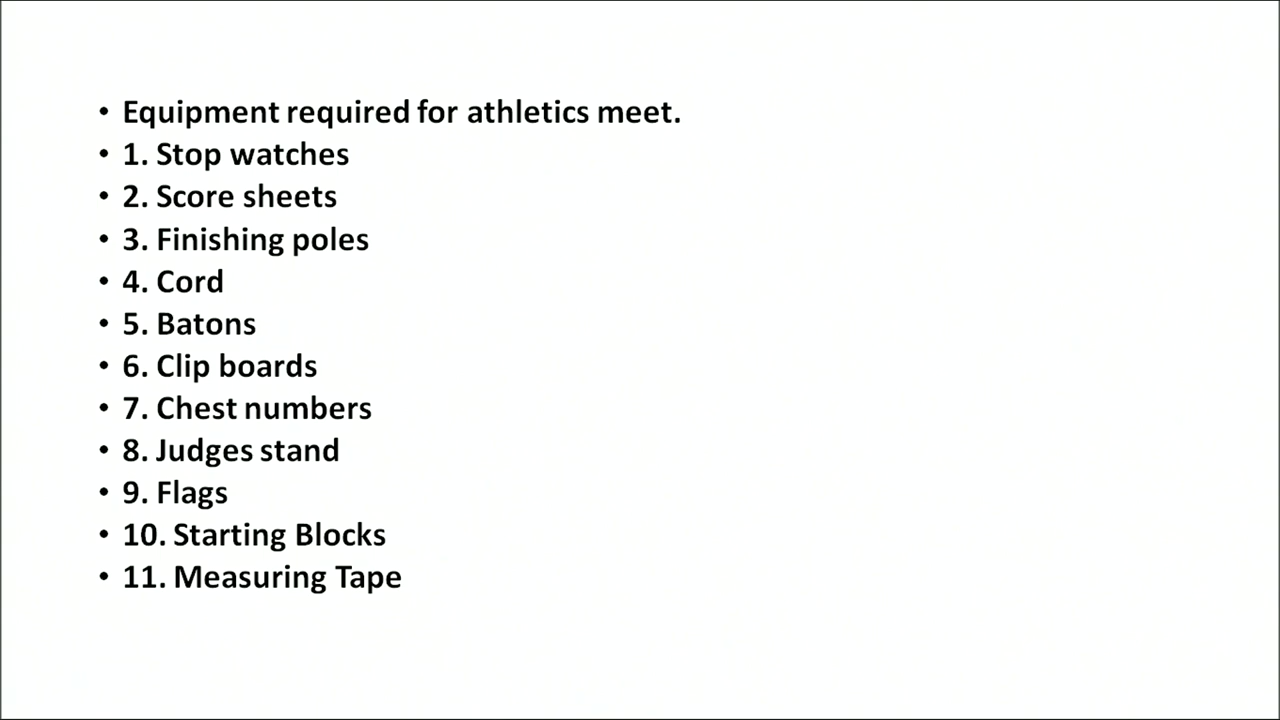 • Equipment required for athletics meet.
• 1. Stop watches
• 2. Score sheets
• 3. Finishing poles
• 4. Cord
• 5. Batons
• 6. Clip boards
• 7. Chest numbers
• 8. Judges stand
• 9. Flags
• 10. Starting Blocks
• 11. Measuring Tape